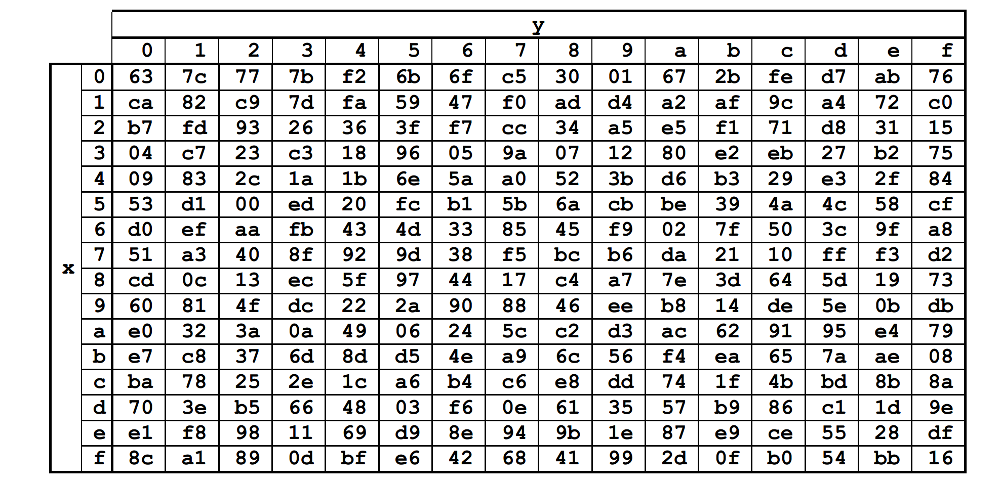 y
0 1 2 3 4 5 6 7 8 9 a b c d e f
0 63 7c 77 7b f2 6b 6f c5 30 01 67 2b fe d7 ab 76
1 ca 82 c9 7d fa 59 47 f0 ad d4 a2 af 9c a4 72 c0
2 b7 fd 93 26 36 3f f7 cc 34 a5 e5 f1 71 d8 31 15
3 04 c7 23 c3 18 96 05 9a 07 12 80 e2 eb 27 b2 75
4 09 83 2c 1a 1b 6e 5a a0 52 3b d6 b3 29 e3 2f 84
5 53 d1 00 ed 20 fc b1 5b 6a cb be 39 4a 4c 58 cf
6 d0 ef aa fb 43 4d 33 85 45 f9 02 7f 50 3c 9f a8
7 51 a3 40 8f 92 9d 38 f5 bc b6 da 21 10 ff f3 d2
x
8 cd 0c 13 ec 5f 97 44 17 c4 a7 7e 3d 64 5d 19 73
9 60 81 4f dc 22 2a 90 88 46 ee b8 14 de 5e 0b db
a e0 32 3a 0a 49 06 24 5c c2 d3 ac 62 91 95 e4 79
b e7 c8 37 6d 8d d5 4e a9 6c 56 f4 ea 65 7a ae 08
c ba 78 25 2e 1c a6 b4 c6 e8 dd 74 1f 4b bd 8b 8a
d 70 3e b5 66 48 03 f6 0e 61 35 57 b9 86 c1 1d 9e
e e1 f8 98 11 69 d9 8e 94 9b 1e 87 e9 ce 55 28 df
f 8c a1 89 0d bf e6 42 68 41 99 2d 0f b0 54 bb 16